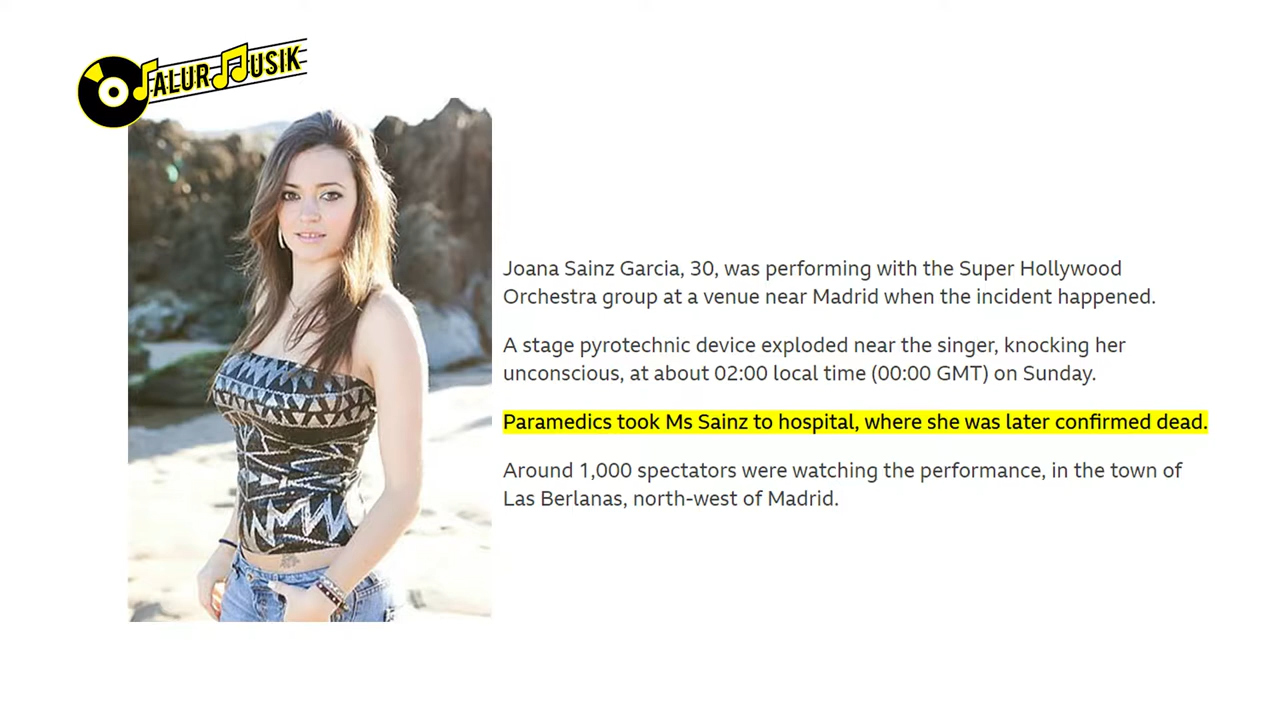 JALUR MUSIK
Joana Sainz Garcia, 30, was performing with the Super Hollywood
Orchestra group at a venue near Madrid when the incident happened.
A stage pyrotechnic device exploded near the singer, knocking her
unconscious, at about 02:00 local time (00:00 GMT) on Sunday.
Paramedics took Ms Sainz to hospital, where she was later confirmed dead.
Around 1,000 spectators were watching the performance, in the town of
Las Berlanas, north-west of Madrid.